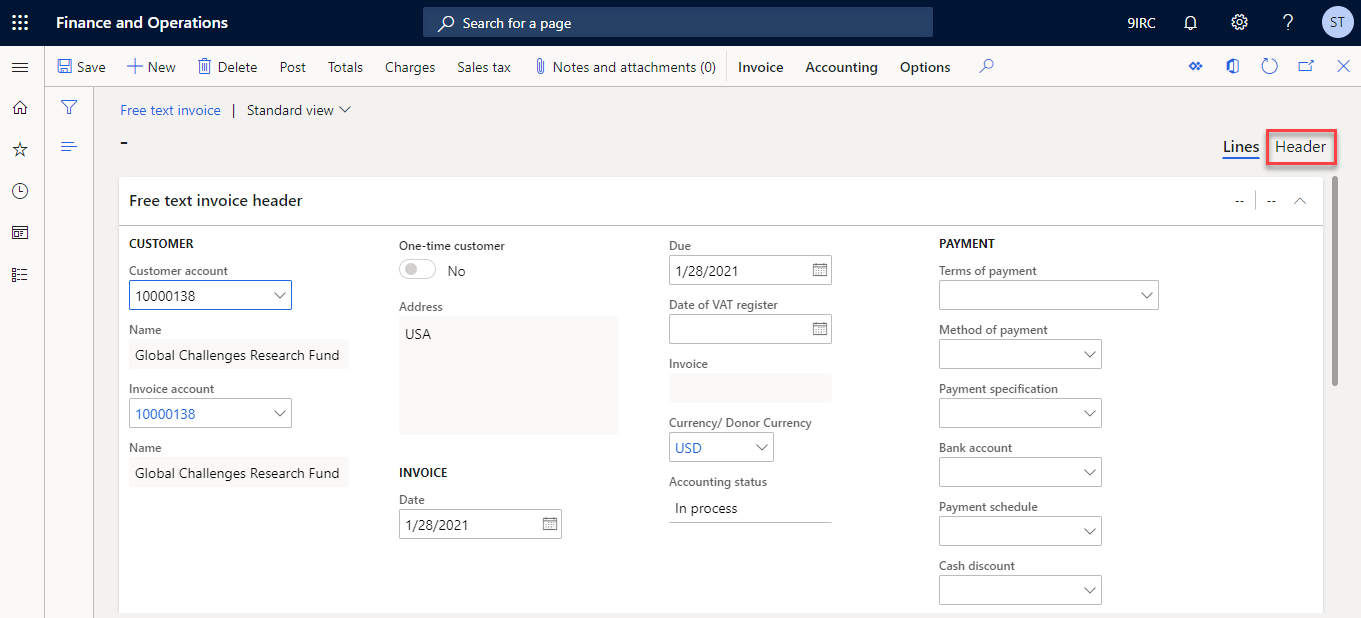 Finance and Operations
Search for a page
9IRC
?
ST
Save
New
Delete
Post
Totals
Charges
Sales tax
Notes and attachments (0)
Invoice
Accounting
Options
Free text invoice | Standard view
-
Lines
Header
Free text invoice header
-- | --
CUSTOMER
Customer account
10000138
Name
Global Challenges Research Fund
Invoice account
10000138
Name
Global Challenges Research Fund
One-time customer
No
Address
USA
INVOICE
Date
1/28/2021
Due
1/28/2021
Date of VAT register
Invoice
Currency/ Donor Currency
USD
Accounting status
In process
PAYMENT
Terms of payment
Method of payment
Payment specification
Bank account
Payment schedule
Cash discount